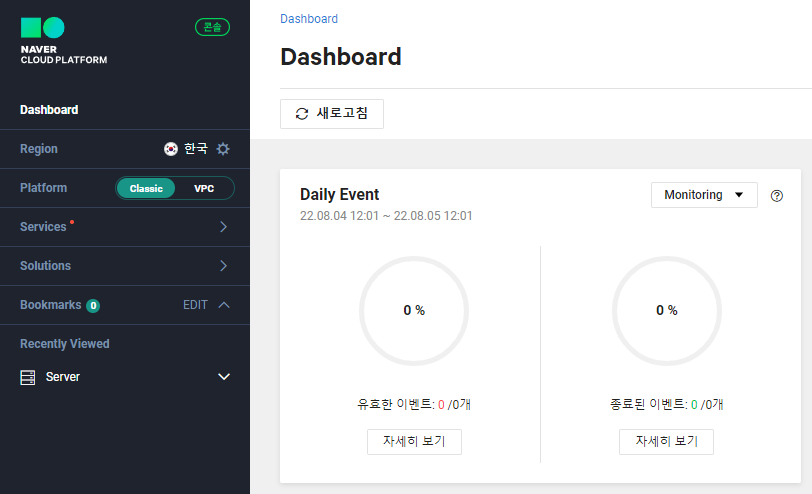 NAVER
CLOUD PLATFORM
콘솔
Dashboard
Region 한국
Platform Classic VPC
Services
Solutions
Bookmarks 0 EDIT
Recently Viewed
Server
Dashboard
Dashboard
새로고침
Daily Event Monitoring
22.08.04 12:01 ~ 22.08.05 12:01
0 %
유효한 이벤트: 0 /0개
자세히 보기
0 %
종료된 이벤트: 0 /0개
자세히 보기